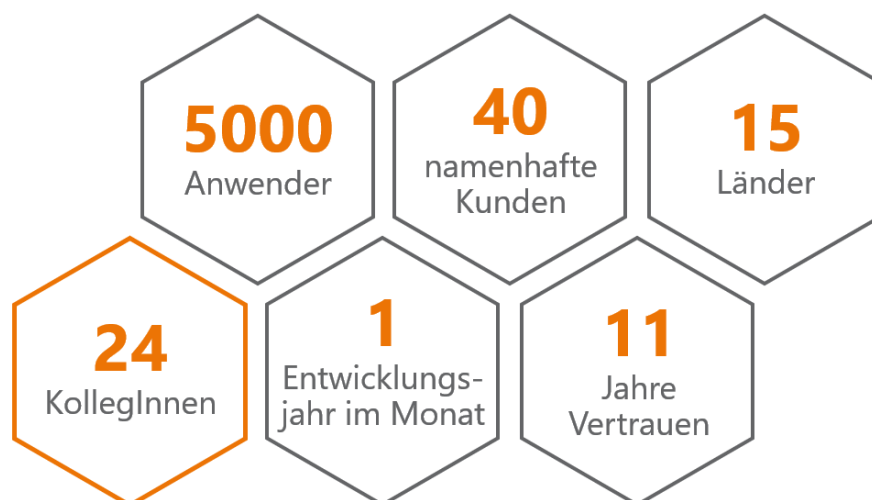 5000
Anwender
40
namenhafte
Kunden
15
Länder
24
KollegInnen
1
Entwicklungs-
jahr im Monat
11
Jahre
Vertrauen